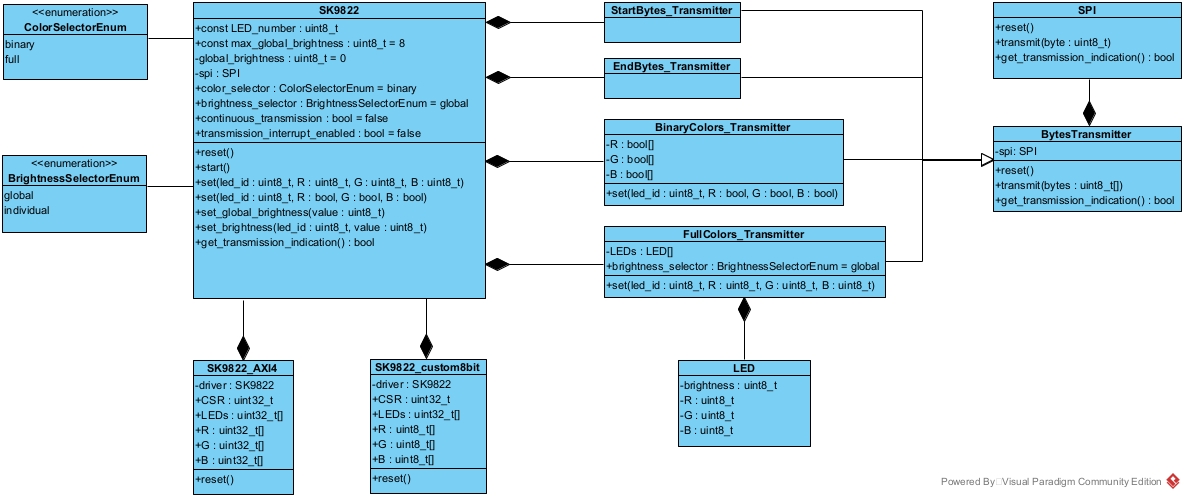 <<enumeration>>
ColorSelectorEnum
binary
full
<<enumeration>>
BrightnessSelectorEnum
global
individual
SK9822
+const LED_number : uint8_t
+const max_global_brightness : uint8_t = 8
-global_brightness : uint8_t = 0
-spi : SPI
+color_selector : ColorSelectorEnum = binary
+brightness_selector : BrightnessSelectorEnum = global
+continuous_transmission : bool = false
+transmission_interrupt_enabled : bool = false
+reset()
+start()
+set(led_id : uint8_t, R : uint8_t, G : uint8_t, B : uint8_t)
+set(led_id : uint8_t, R : bool, G : bool, B : bool)
+set_global_brightness(value : uint8_t)
+set_brightness(led_id : uint8_t, value : uint8_t)
+get_transmission_indication() : bool
StartBytes_Transmitter
EndBytes_Transmitter
BinaryColors_Transmitter
-R : bool[]
-G : bool[]
-B : bool[]
+set(led_id : uint8_t, R : bool, G : bool, B : bool)
FullColors_Transmitter
-LEDs : LED[]
+brightness_selector : BrightnessSelectorEnum = global
+set(led_id : uint8_t, R : uint8_t, G : uint8_t, B : uint8_t)
SPI
+reset()
+transmit(byte : uint8_t)
+get_transmission_indication() : bool
BytesTransmitter
-spi: SPI
+reset()
+transmit(bytes : uint8_t[])
+get_transmission_indication() : bool
SK9822_AXI4
-driver : SK9822
+CSR : uint32_t
+LEDs : uint32_t[]
+R : uint32_t[]
+G : uint32_t[]
+B : uint32_t[]
+reset()
SK9822_custom8bit
-driver : SK9822
+CSR : uint32_t
+LEDs : uint32_t[]
+R : uint8_t[]
+G : uint8_t[]
+B : uint8_t[]
+reset()
LED
-brightness : uint8_t
-R : uint8_t
-G : uint8_t
-B : uint8_t
Powered By Visual Paradigm Community Edition